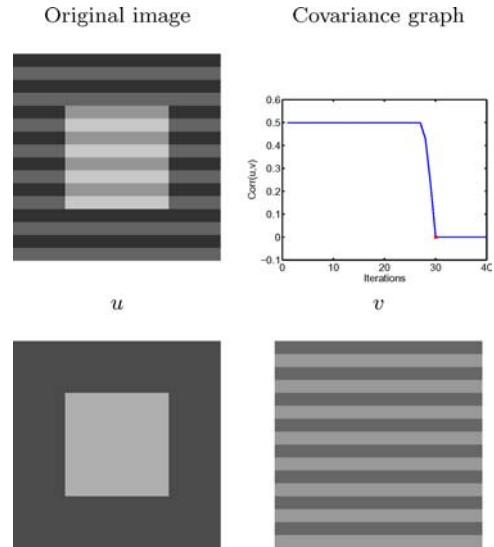 Original image
Covariance graph
0.6
0.5
0.4
0.3
0.2
0.1
0
−0.1
Corr(u,v)
0 10 20 30 40
Iterations
u
v